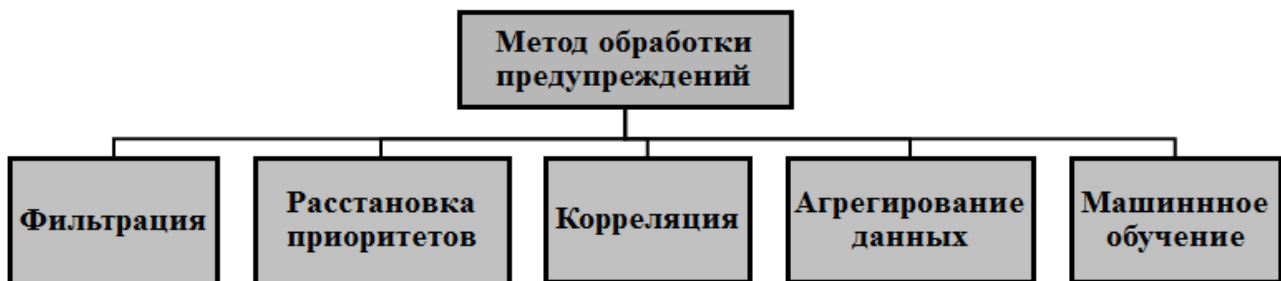 Метод обработки
предупреждений
Фильтрация
Расстановка
приоритетов
Корреляция
Агрегирование
данных
Машиннное
обучение